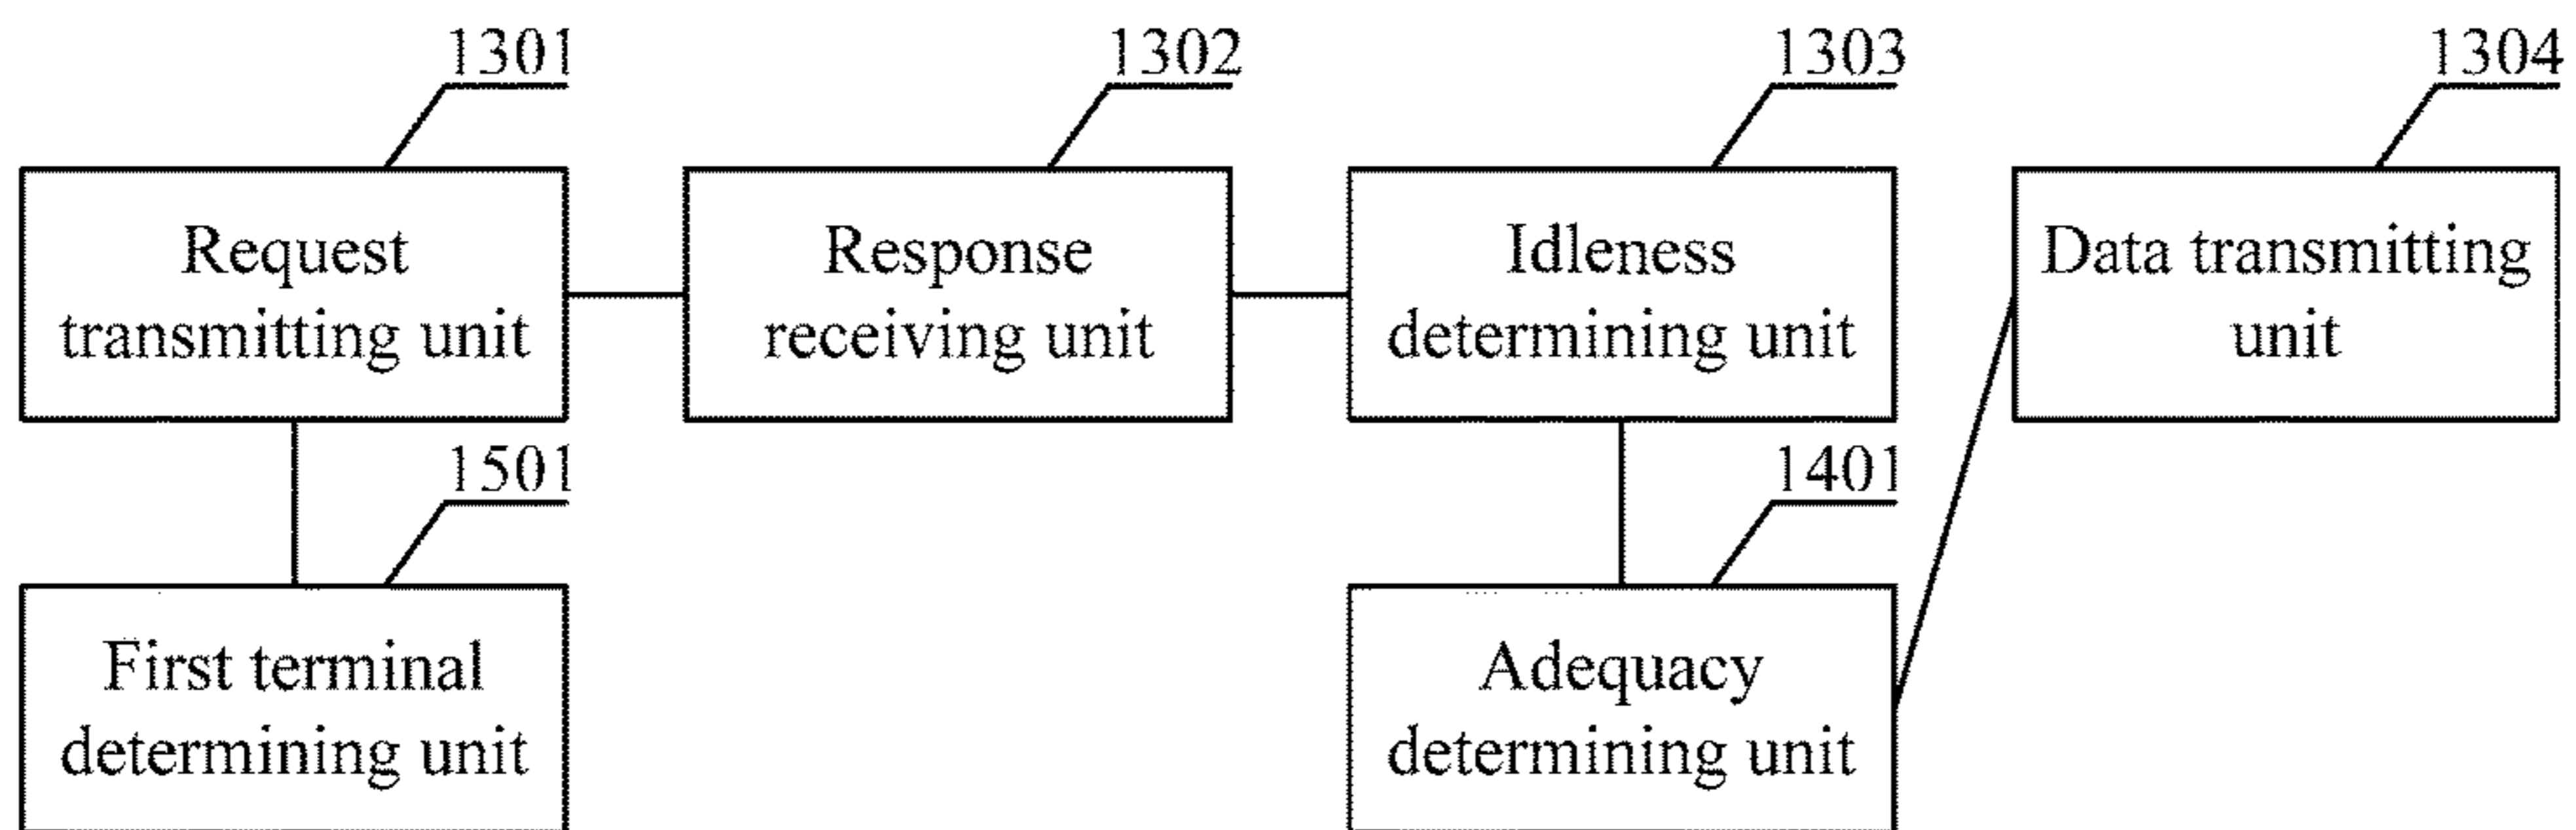 1301
1302
1303
1304
Request
transmitting unit
Response
receiving unit
Idleness
determining unit
Data transmitting
unit
1501
1401
First terminal
determining unit
Adequacy
determining unit